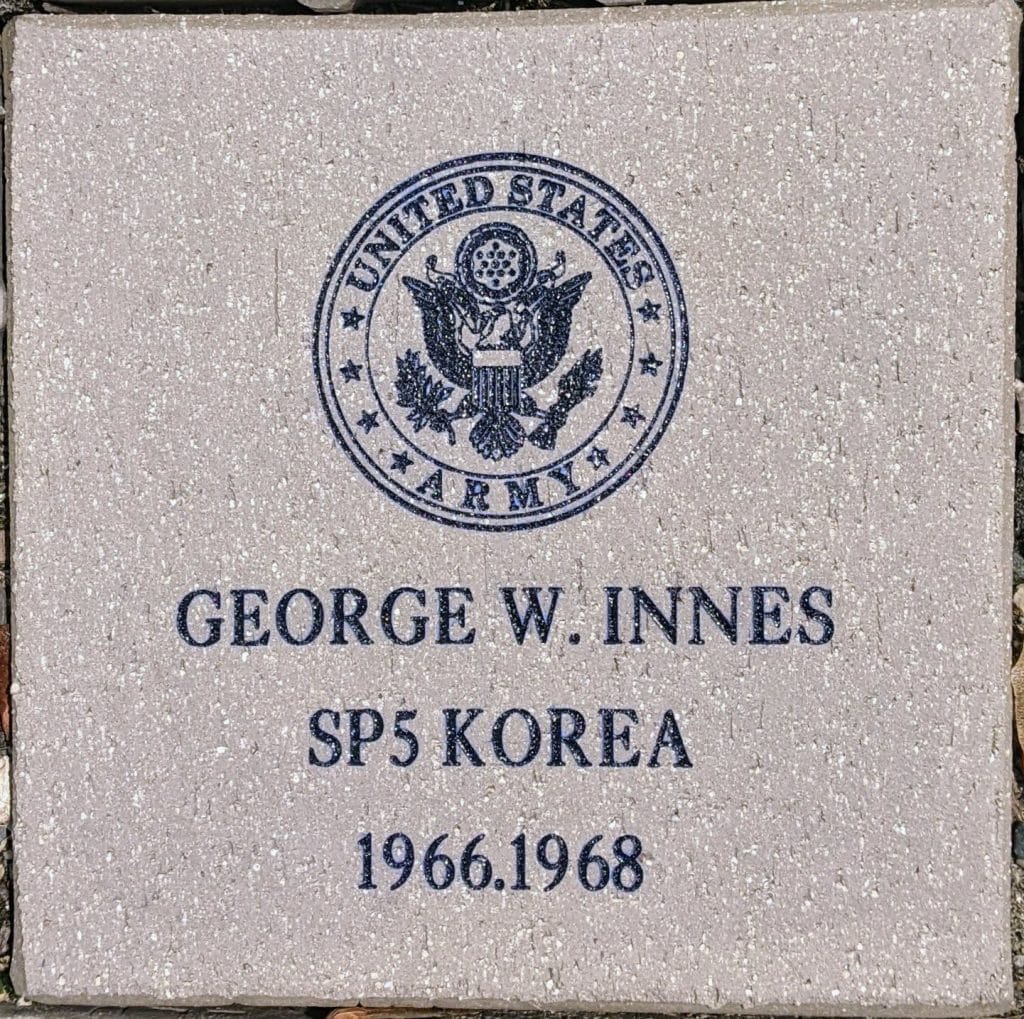 UNITED STATES
ARMY
GEORGE W. INNES
SP5 KOREA
1966.1968